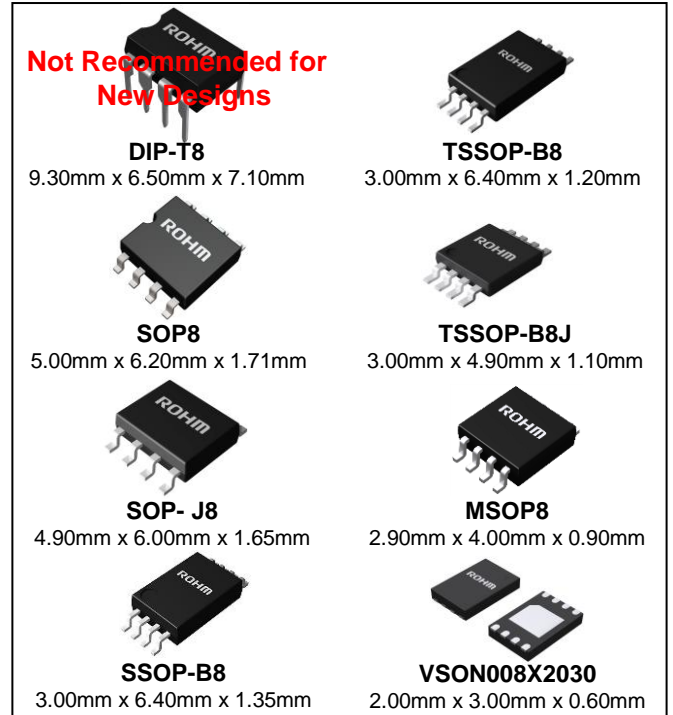 ROHM
Not Recommended for
New Designs
DIP-T8
9.30mm x 6.50mm x 7.10mm
ROHM
TSSOP-B8
3.00mm x 6.40mm x 1.20mm
ROHM
SOP8
5.00mm x 6.20mm x 1.71mm
ROHM
TSSOP-B8J
3.00mm x 4.90mm x 1.10mm
ROHM
SOP- J8
4.90mm x 6.00mm x 1.65mm
ROHM
MSOP8
2.90mm x 4.00mm x 0.90mm
ROHM
SSOP-B8
3.00mm x 6.40mm x 1.35mm
ROHM
VSON008X2030
2.00mm x 3.00mm x 0.60mm